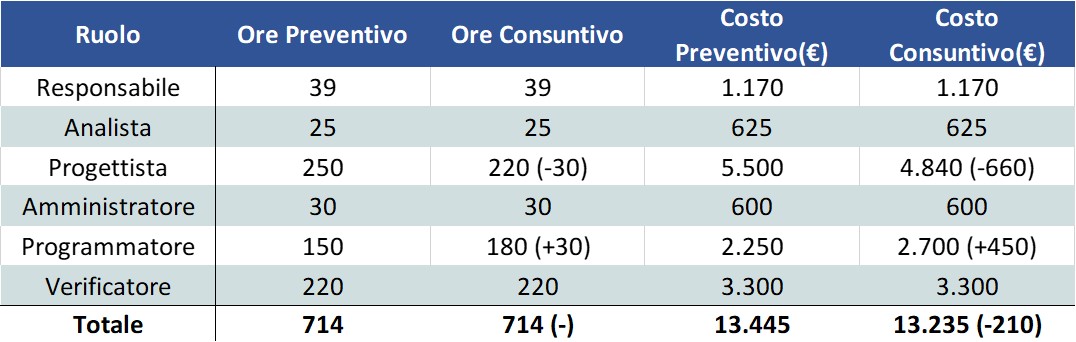 Ruolo Ore Preventivo Ore Consuntivo Costo Preventivo(€) Costo Consuntivo(€)
Responsabile 39 39 1.170 1.170
Analista 25 25 625 625
Progettista 250 220 (-30) 5.500 4.840 (-660)
Amministratore 30 30 600 600
Programmatore 150 180 (+30) 2.250 2.700 (+450)
Verificatore 220 220 3.300 3.300
Totale 714 714 (-) 13.445 13.235 (-210)